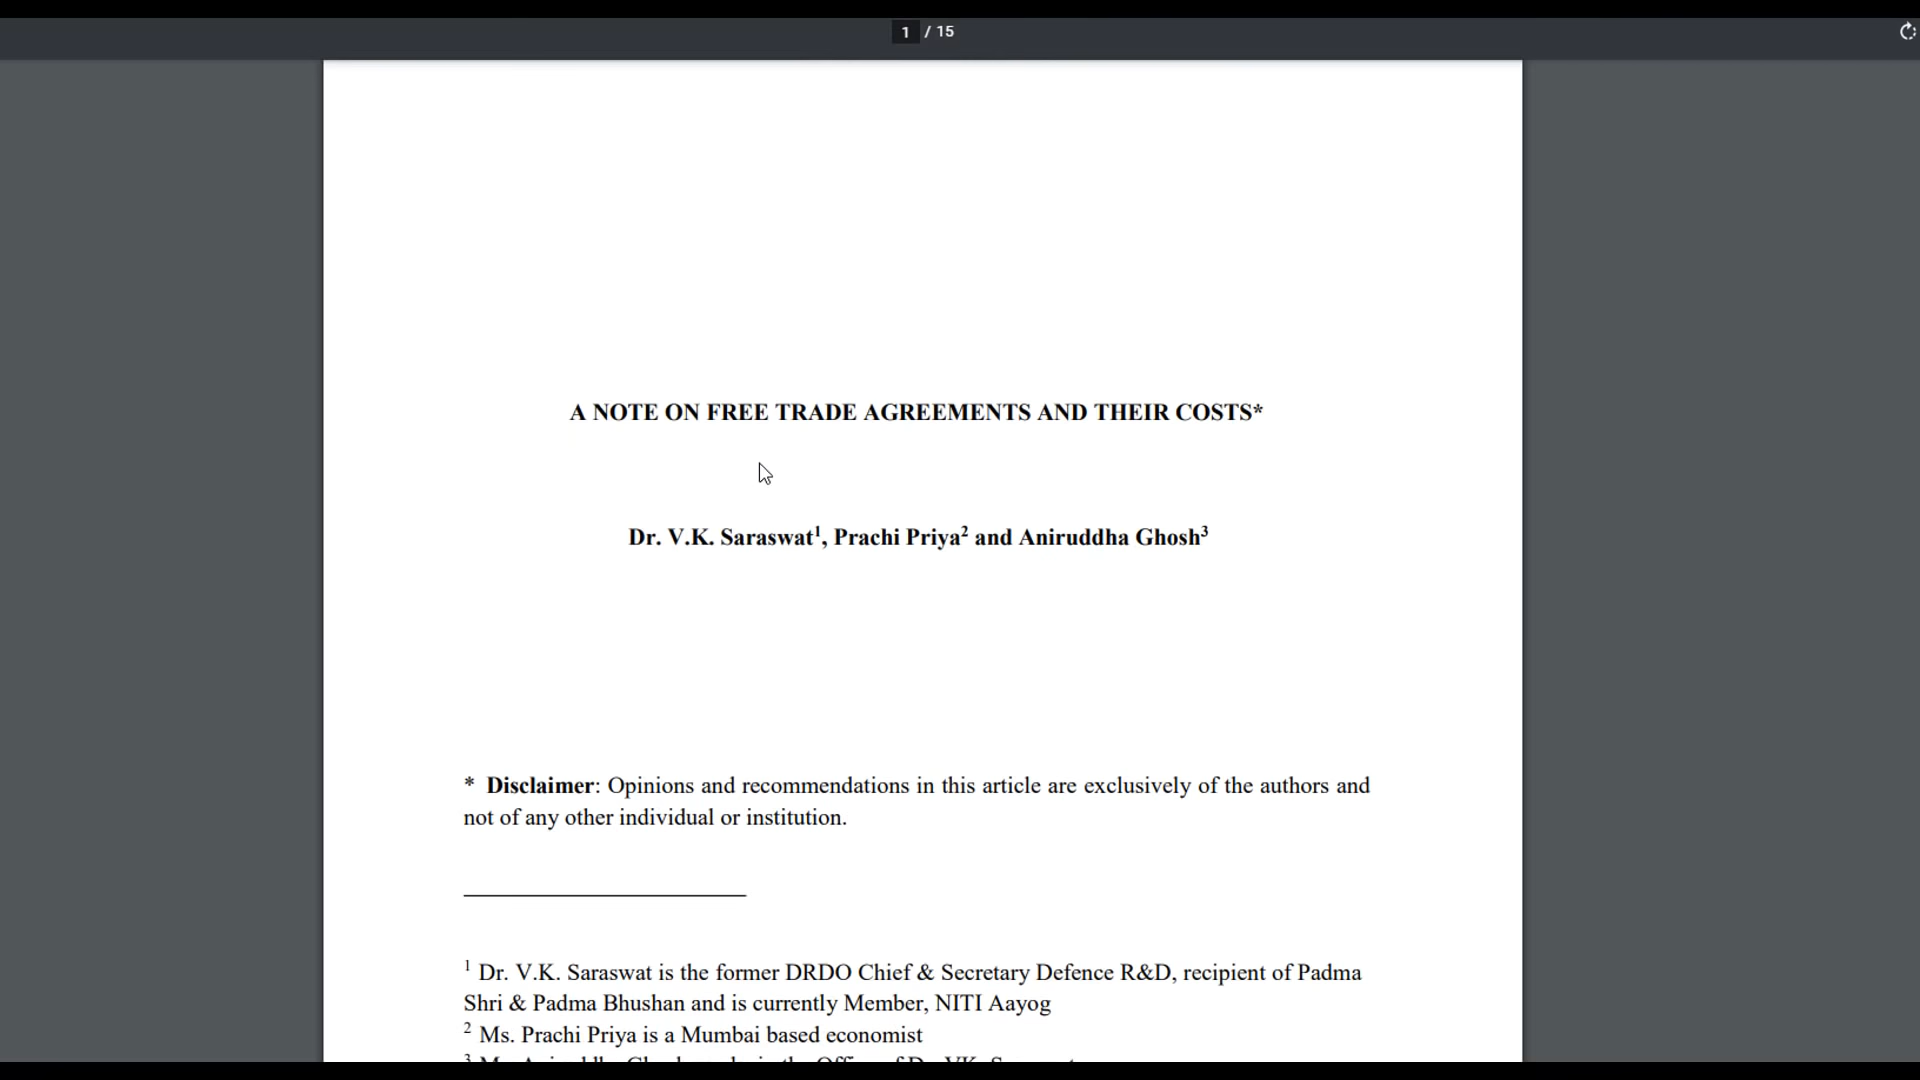 1 / 15
A NOTE ON FREE TRADE AGREEMENTS AND THEIR COSTS*
Dr. V.K. Saraswat1, Prachi Priya2 and Aniruddha Ghosh3
* Disclaimer: Opinions and recommendations in this article are exclusively of the authors and
not of any other individual or institution.
1 Dr. V.K. Saraswat is the former DRDO Chief & Secretary Defence R&D, recipient of Padma
Shri & Padma Bhushan and is currently Member, NITI Aayog
2 Ms. Prachi Priya is a Mumbai based economist